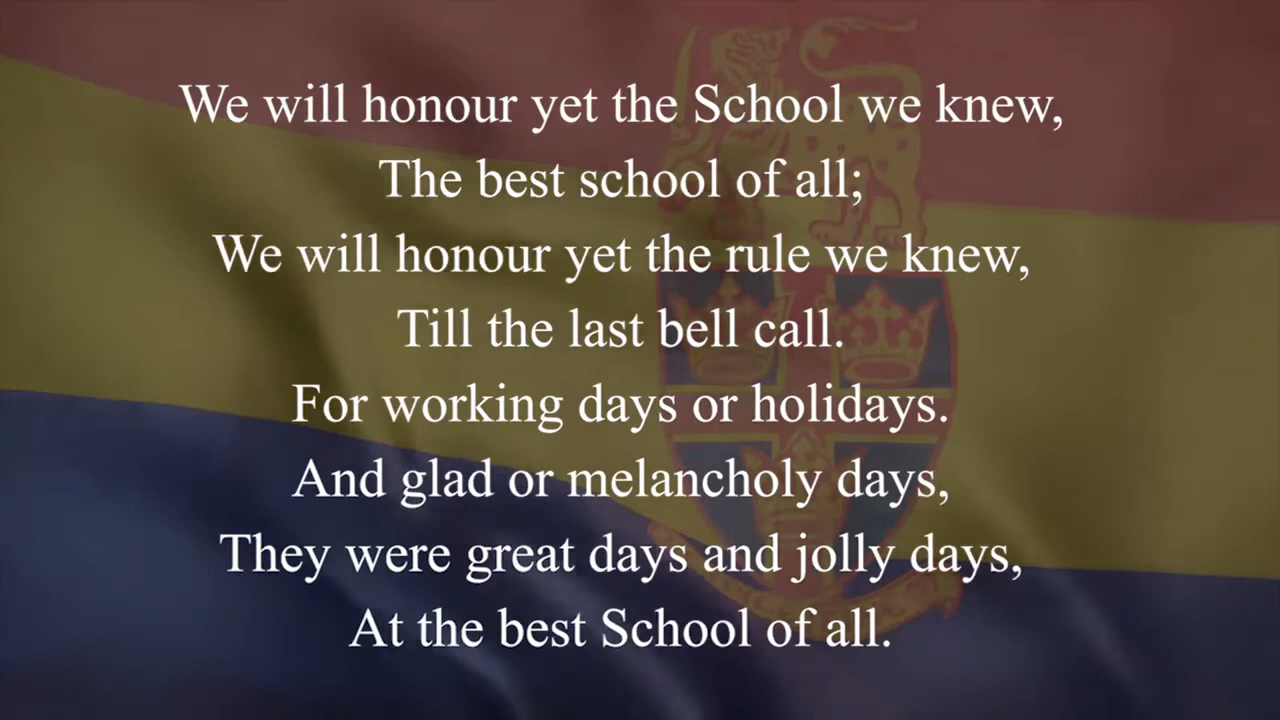 We will honour yet the School we knew,
The best school of all;
We will honour yet the rule we knew,
Till the last bell call.
For working days or holidays.
And glad or melancholy days,
They were great days and jolly days,
At the best School of all.